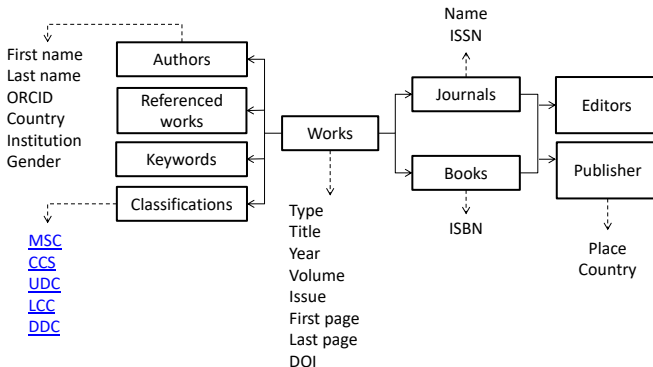 Name
ISSN
First name
Last name
ORCID
Country
Institution
Gender
Authors
Referenced
works
Keywords
Classifications
MSC
CCS
UDC
LCC
DDC
Works
Type
Title
Year
Volume
Issue
First page
Last page
DOI
Journals
Books
ISBN
Editors
Publisher
Place
Country